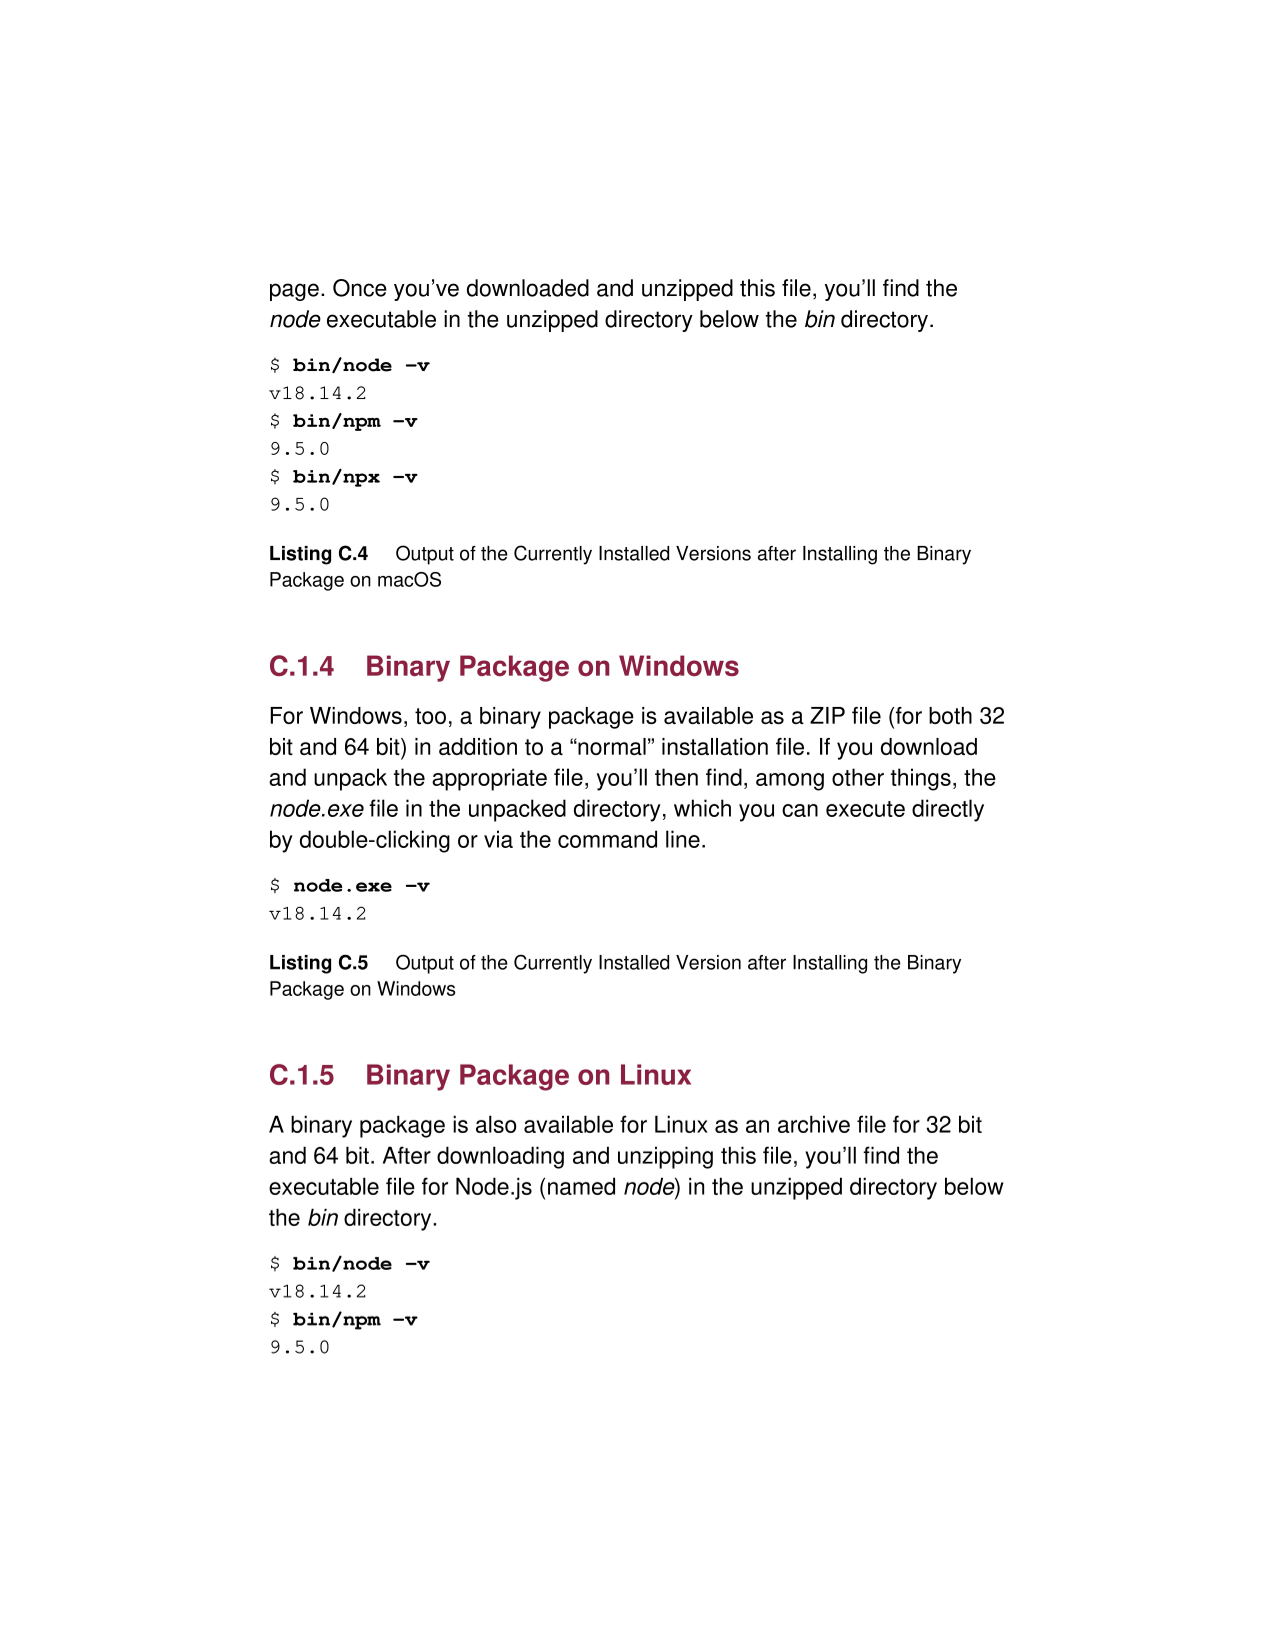 page. Once you’ve downloaded and unzipped this file, you’ll find the
node executable in the unzipped directory below the bin directory.
$ bin/node –v
v18.14.2
$ bin/npm –v
9.5.0
$ bin/npx –v
9.5.0
Listing C.4 Output of the Currently Installed Versions after Installing the Binary
Package on macOS
C.1.4 Binary Package on Windows
For Windows, too, a binary package is available as a ZIP file (for both 32
bit and 64 bit) in addition to a “normal” installation file. If you download
and unpack the appropriate file, you’ll then find, among other things, the
node.exe file in the unpacked directory, which you can execute directly
by double-clicking or via the command line.
$ node.exe –v
v18.14.2
Listing C.5 Output of the Currently Installed Version after Installing the Binary
Package on Windows
C.1.5 Binary Package on Linux
A binary package is also available for Linux as an archive file for 32 bit
and 64 bit. After downloading and unzipping this file, you’ll find the
executable file for Node.js (named node) in the unzipped directory below
the bin directory.
$ bin/node –v
v18.14.2
$ bin/npm –v
9.5.0